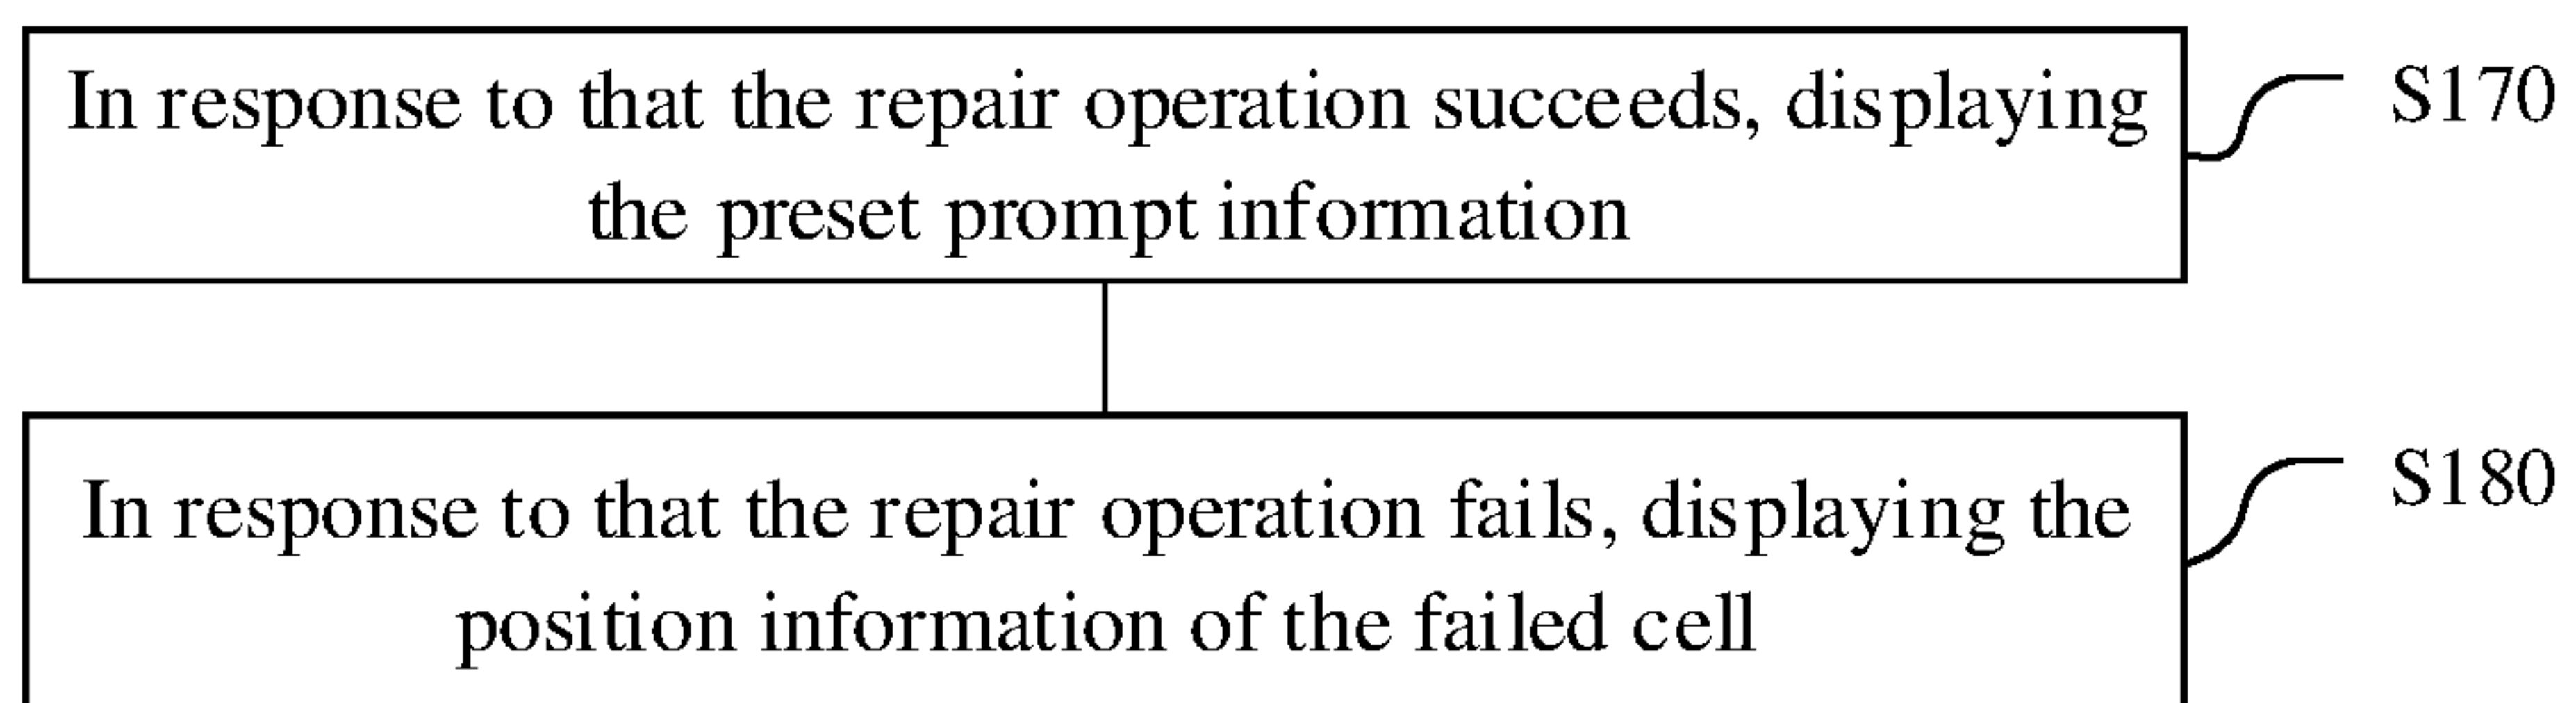 In response to that the repair operation succeeds, displaying
the preset prompt information
S170
In response to that the repair operation fails, displaying the
position information of the failed cell
S180